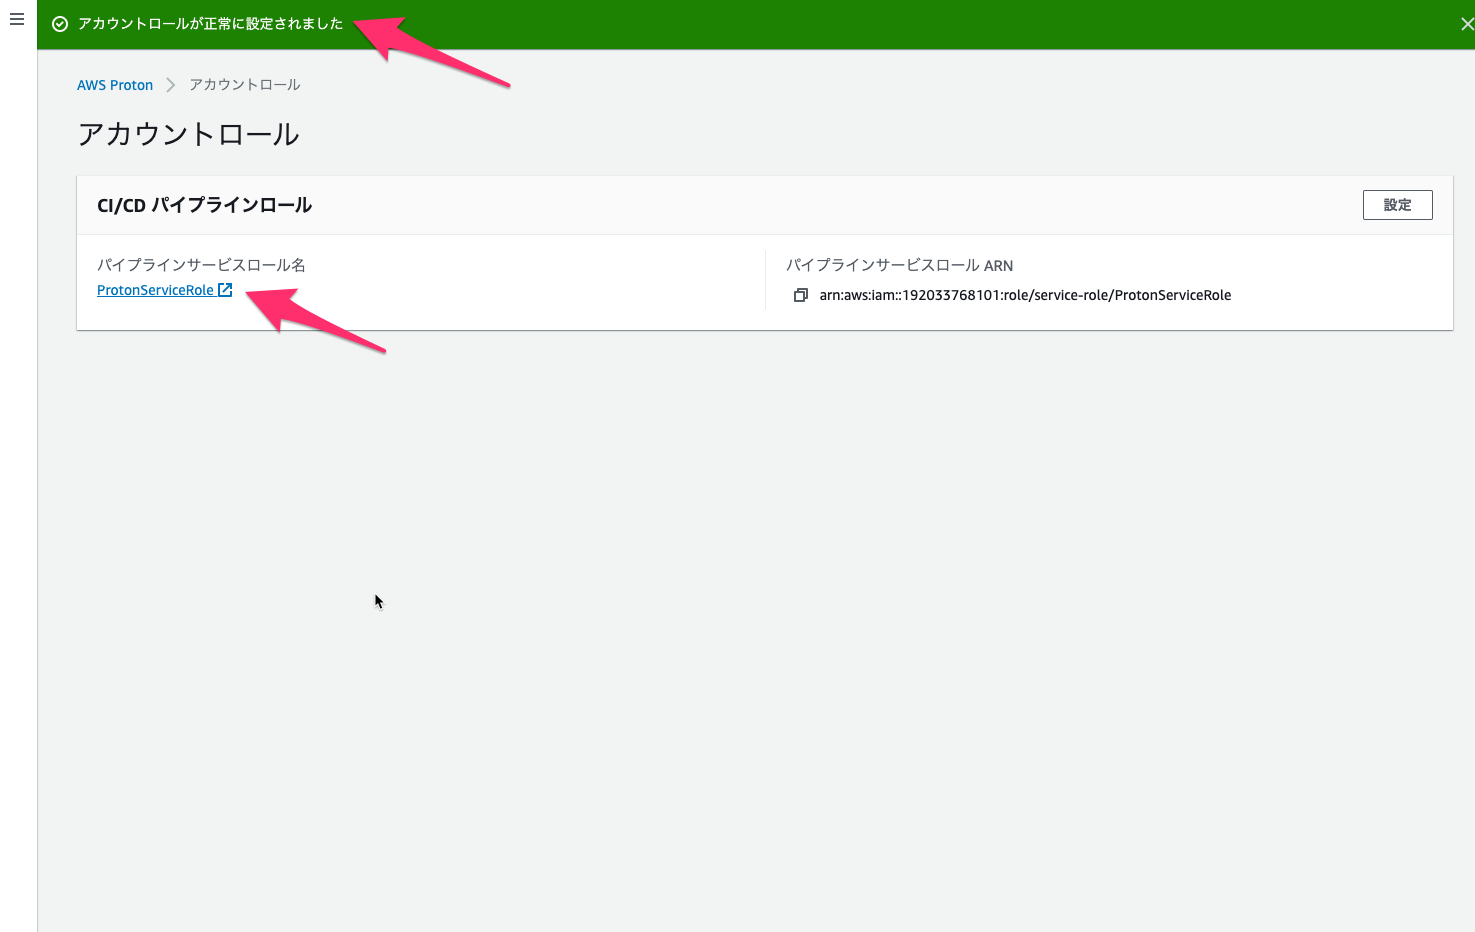 アカウントロールが正常に設定されました
AWS Proton アカウントロール
アカウントロール
CI/CD パイプラインロール
設定
パイプラインサービスロール名
ProtonServiceRole
パイプラインサービスロール ARN
arn:aws:iam::192033768101:role/service-role/ProtonServiceRole